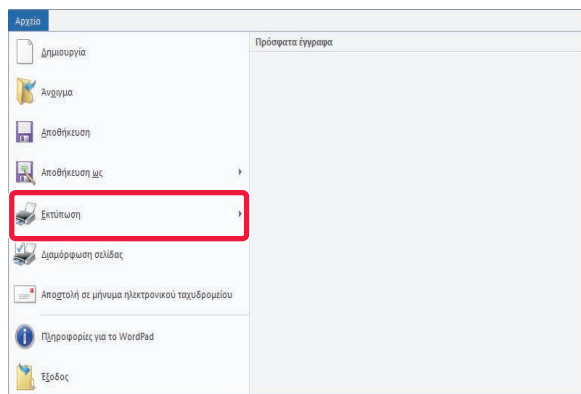 Αρχείο
Πρόσφατα έγγραφα
Δημιουργία
Άνοιγμα
Αποθήκευση
Αποθήκευση ως
Εκτύπωση
Διαμόρφωση σελίδας
Αποστολή σε μήνυμα ηλεκτρονικού ταχυδρομείου
Πληροφορίες για το WordPad
Έξοδος